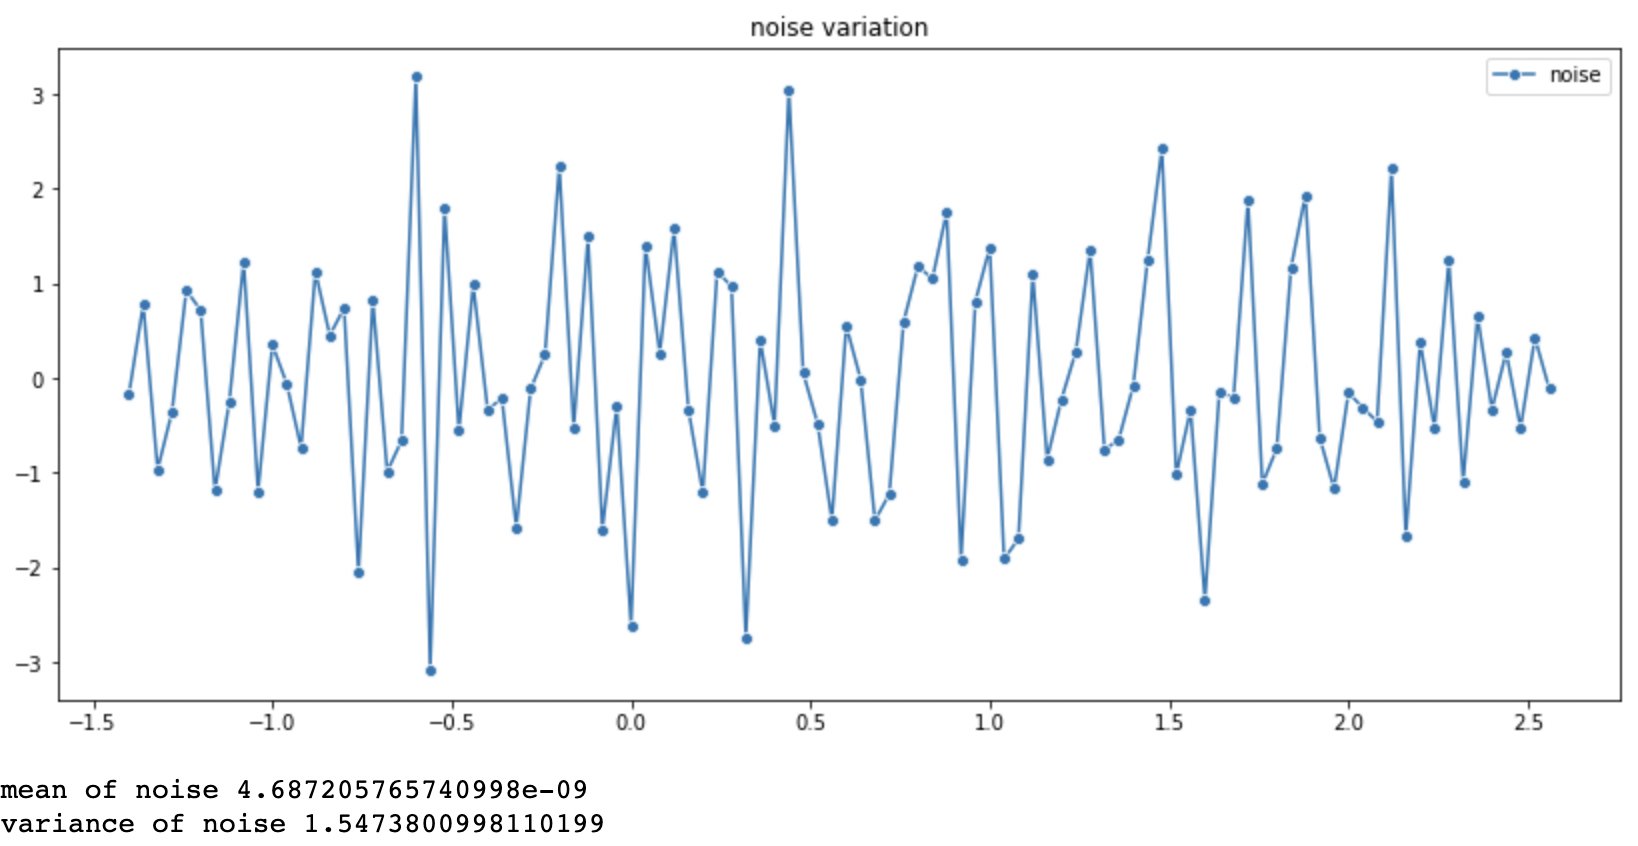 noise variation
noise
3
2
1
0
−1
−2
−3
−1.5 −1.0 −0.5 0.0 0.5 1.0 1.5 2.0 2.5
mean of noise 4.687205765740998e-09
variance of noise 1.5473800998110199